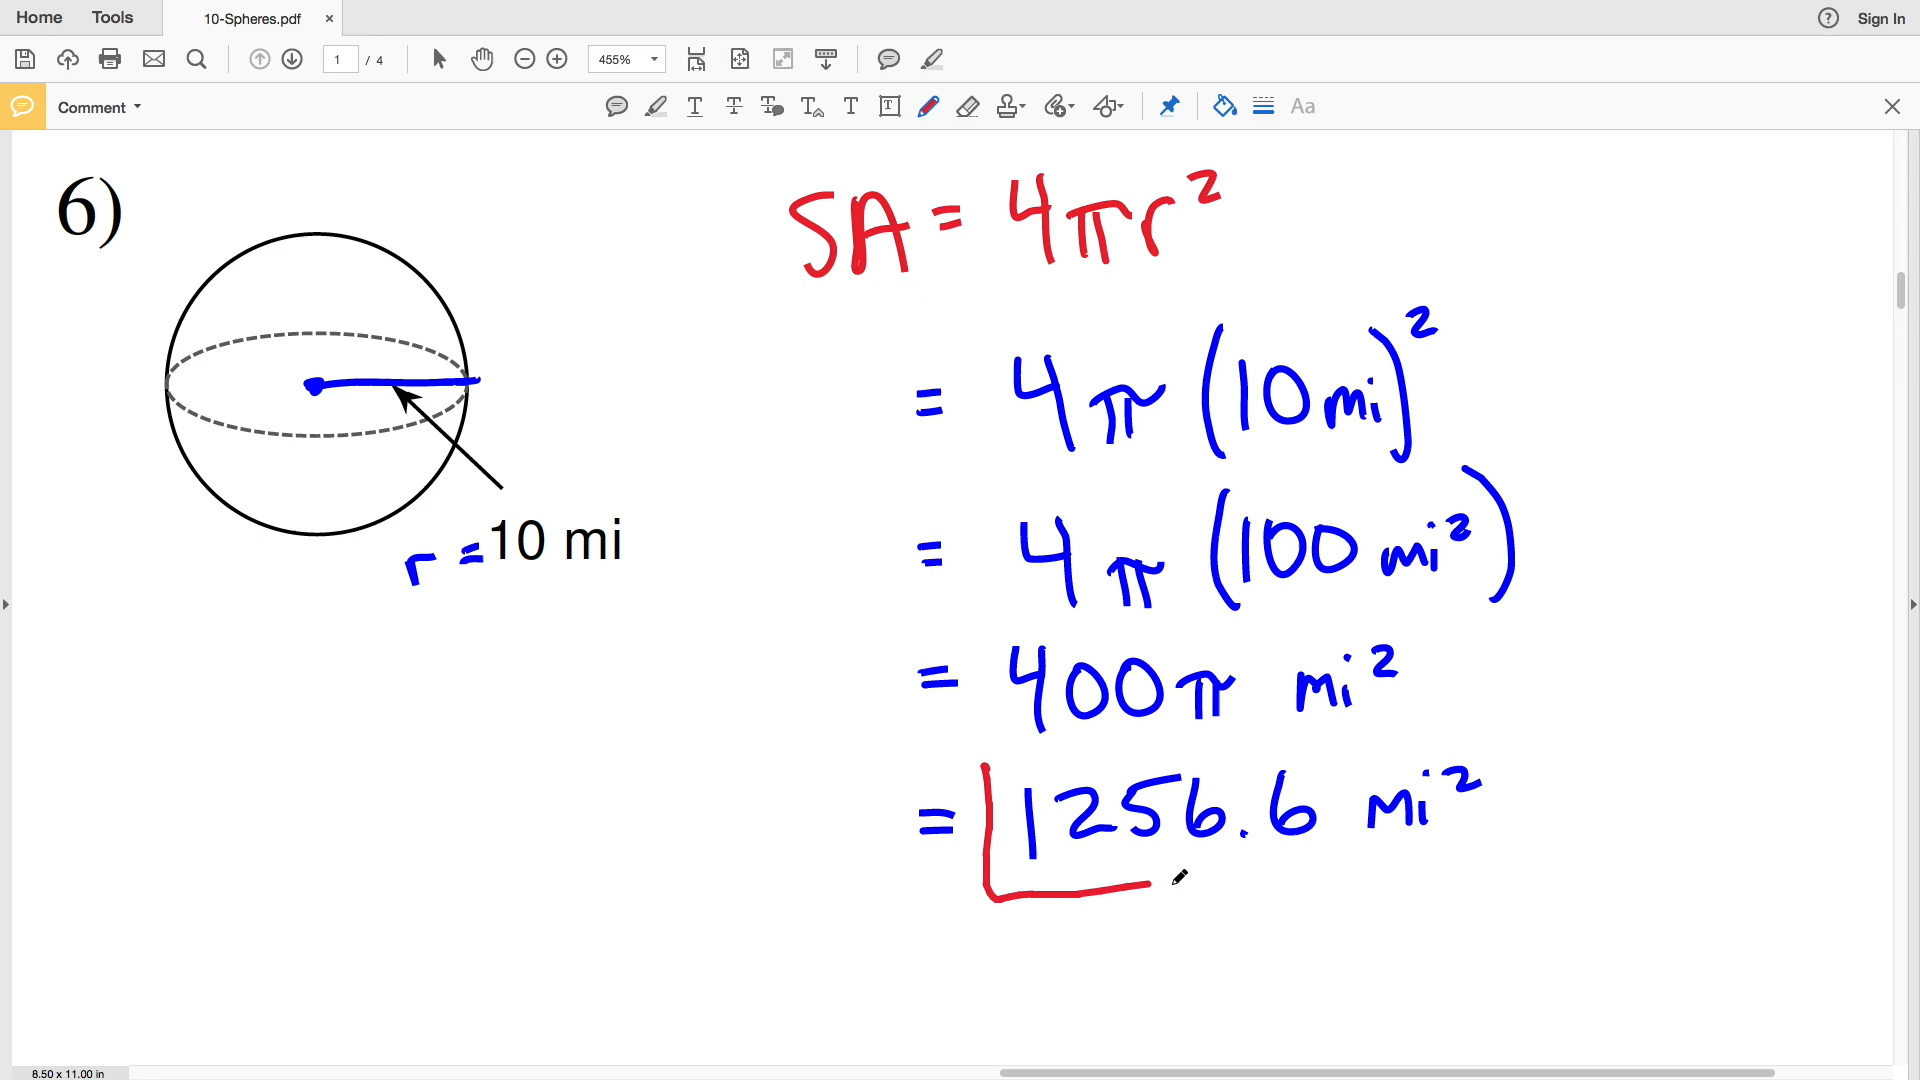 Home Tools 10-Spheres.pdf × ? Sign In
1 / 4 455%
Comment Aa
6)
SA = 4πr²
= 4π (10 mi)²
= 4π (100 mi²)
r = 10 mi
= 400π mi²
= 1256.6 mi²
8.50 x 11.00 in